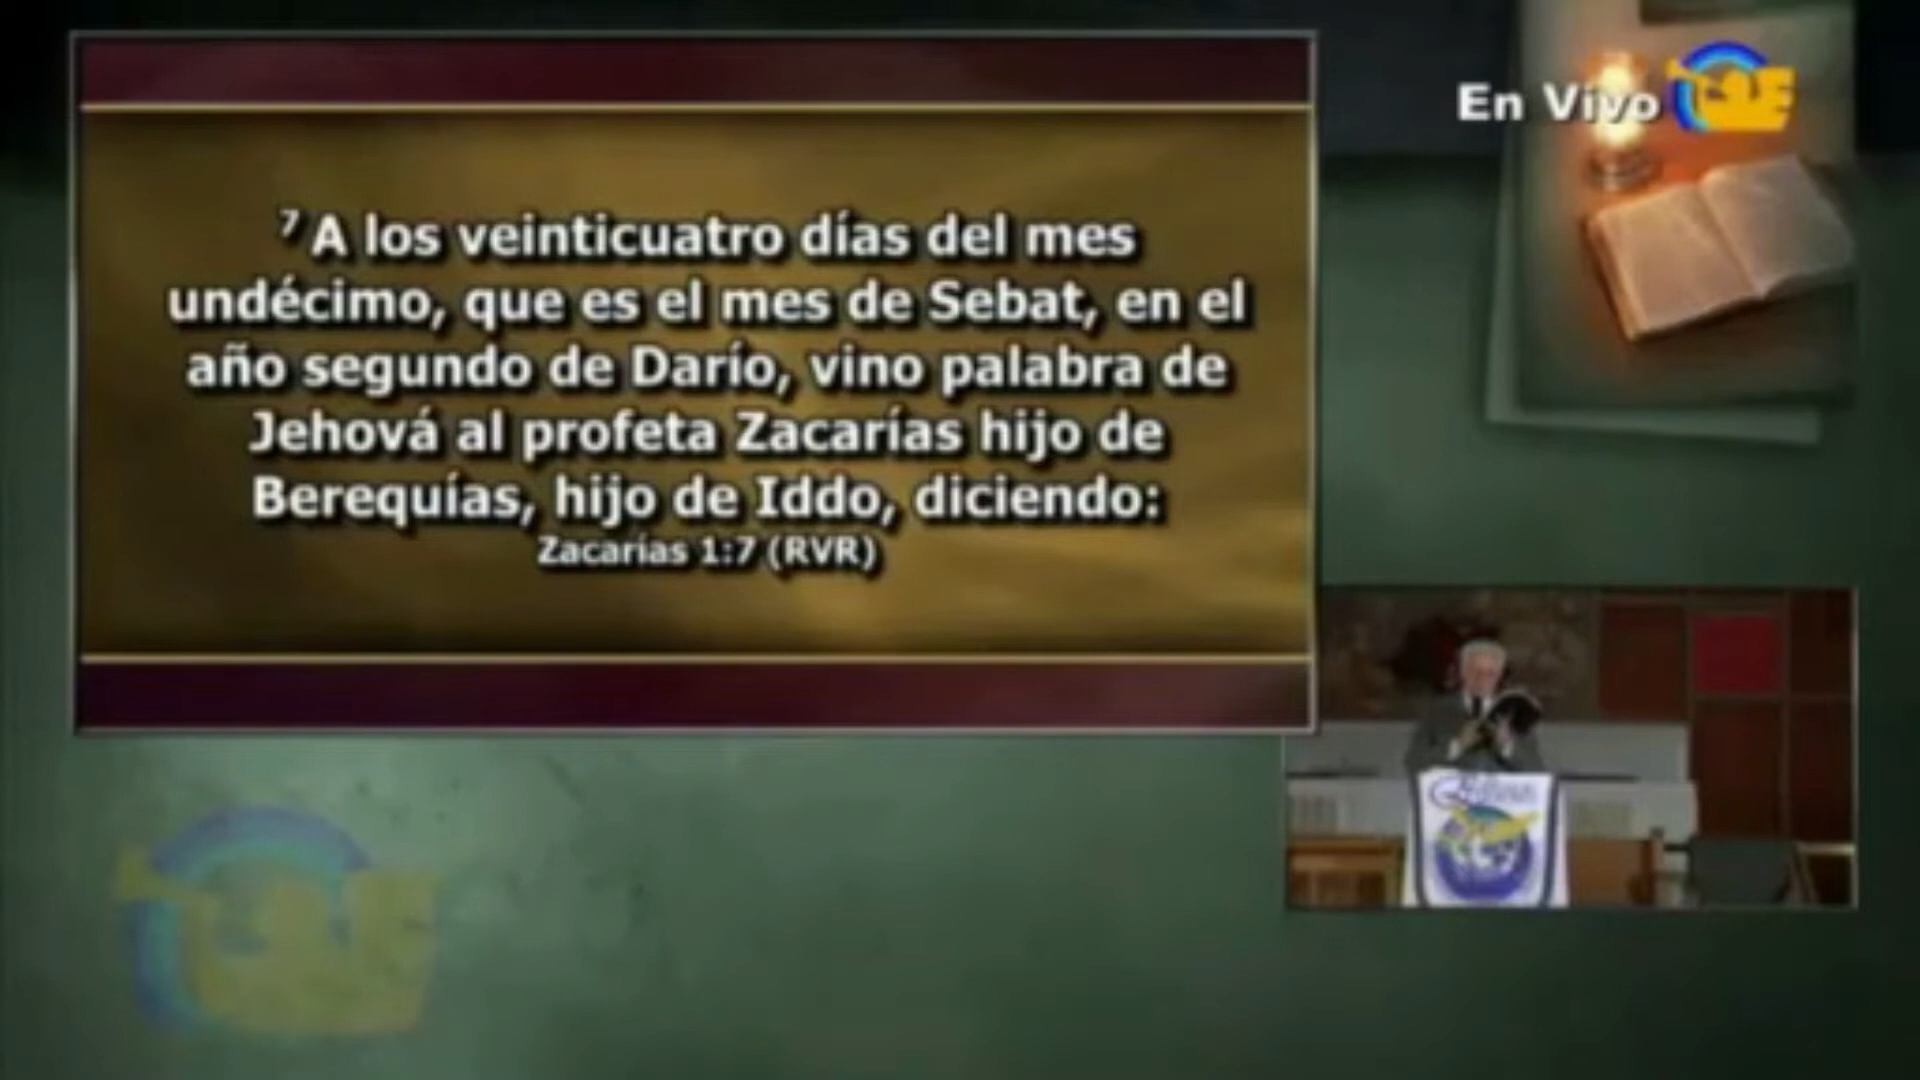 En Vivo
7 A los veinticuatro días del mes
undécimo, que es el mes de Sebat, en el
año segundo de Darío, vino palabra de
Jehová al profeta Zacarías hijo de
Berequías, hijo de Iddo, diciendo:
Zacarías 1:7 (RVR)